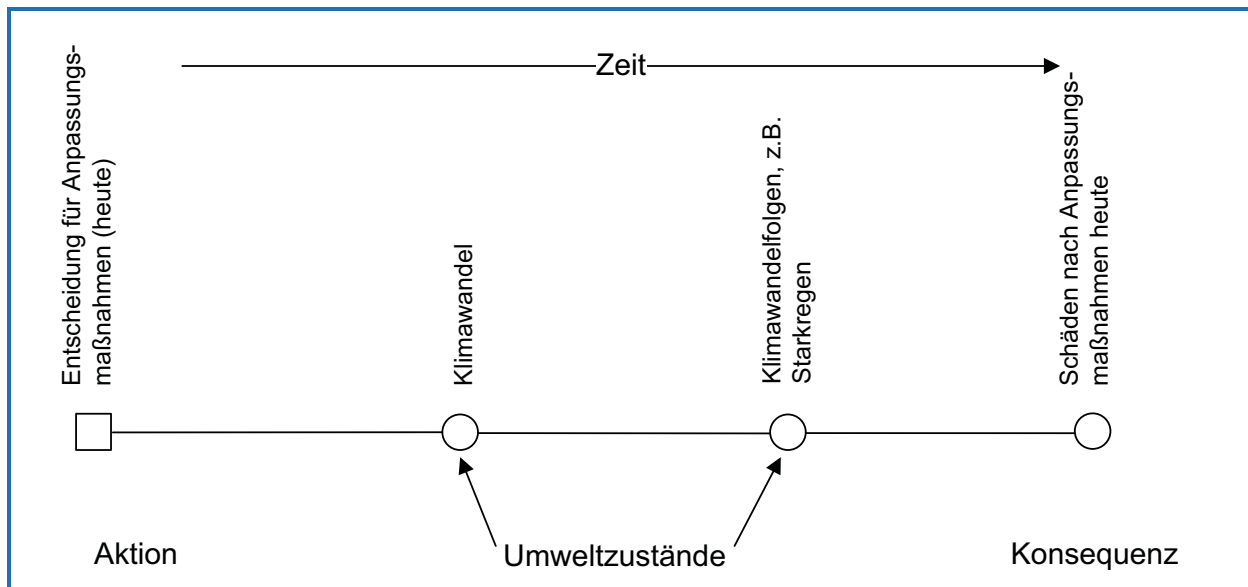 Zeit
Entscheidung für Anpassungs-
maßnahmen (heute)
Klimawandel
Klimawandelfolgen, z.B.
Starkregen
Schäden nach Anpassungs-
maßnahmen heute
Aktion
Umweltzustände
Konsequenz